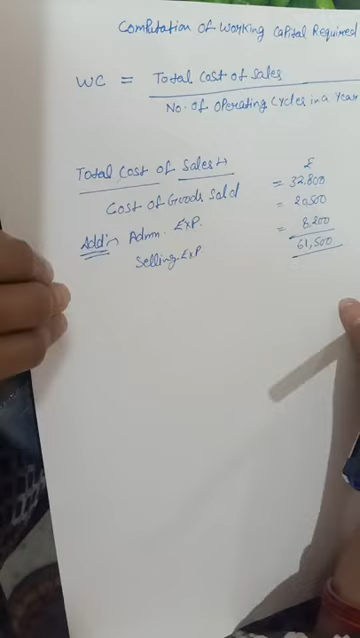 Computation of Working Capital Required
WC = Total Cost of Sales
No. of Operating Cycles in a Year
£
Total Cost of Sales :-
Cost of Goods Sold = 32,800
Add:- Admn. Exp. = 20,500
Selling. Exp = 8,200
61,500